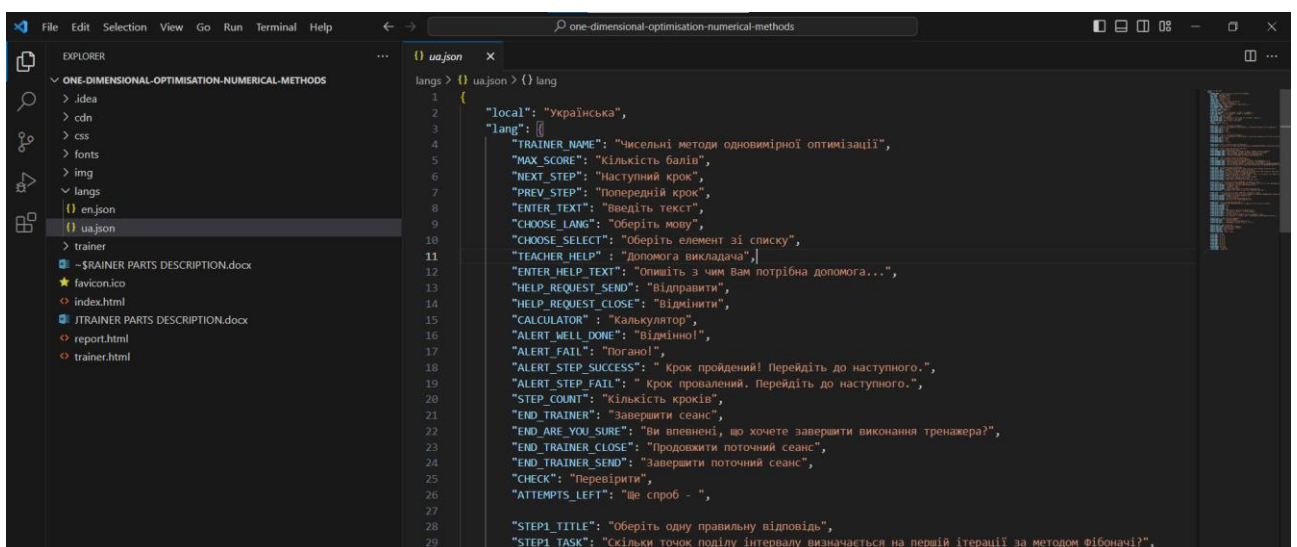 File Edit Selection View Go Run Terminal Help
one-dimensional-optimisation-numerical-methods
EXPLORER
ONE-DIMENSIONAL-OPTIMISATION-NUMERICAL-METHODS
.idea
cdn
css
fonts
img
langs
{} en.json
{} ua.json
trainer
~$RAINER PARTS DESCRIPTION.docx
favicon.ico
index.html
JTRAINER PARTS DESCRIPTION.docx
report.html
trainer.html
{} ua.json
langs > {} ua.json > {} lang
1 {
2 "local": "Українська",
3 "lang": {
4 "TRAINER_NAME": "Чисельні методи одновимірної оптимізації",
5 "MAX_SCORE": "Кількість балів",
6 "NEXT_STEP": "Наступний крок",
7 "PREV_STEP": "Попередній крок",
8 "ENTER_TEXT": "Введіть текст",
9 "CHOOSE_LANG": "Оберіть мову",
10 "CHOOSE_SELECT": "Оберіть елемент зі списку",
11 "TEACHER_HELP" : "Допомога викладача",
12 "ENTER_HELP_TEXT": "Опишіть з чим Вам потрібна допомога...",
13 "HELP_REQUEST_SEND": "Відправити",
14 "HELP_REQUEST_CLOSE": "Відмінити",
15 "CALCULATOR" : "Калькулятор",
16 "ALERT_WELL_DONE": "Відмінно!",
17 "ALERT_FAIL": "Погано!",
18 "ALERT_STEP_SUCCESS": " Крок пройдений! Перейдіть до наступного.",
19 "ALERT_STEP_FAIL": " Крок провалений. Перейдіть до наступного.",
20 "STEP_COUNT": "Кількість кроків",
21 "END_TRAINER": "Завершити сеанс",
22 "END_ARE_YOU_SURE": "Ви впевнені, що хочете завершити виконання тренажера?",
23 "END_TRAINER_CLOSE": "Продовжити поточний сеанс",
24 "END_TRAINER_SEND": "Завершити поточний сеанс",
25 "CHECK": "Перевірити",
26 "ATTEMPTS_LEFT": "Ще спроб - ",
27
28 "STEP1_TITLE": "Оберіть одну правильну відповідь",
29 "STEP1_TASK": "Скільки точок поділу інтервалу визначається на першій ітерації за методом Фібоначі?",